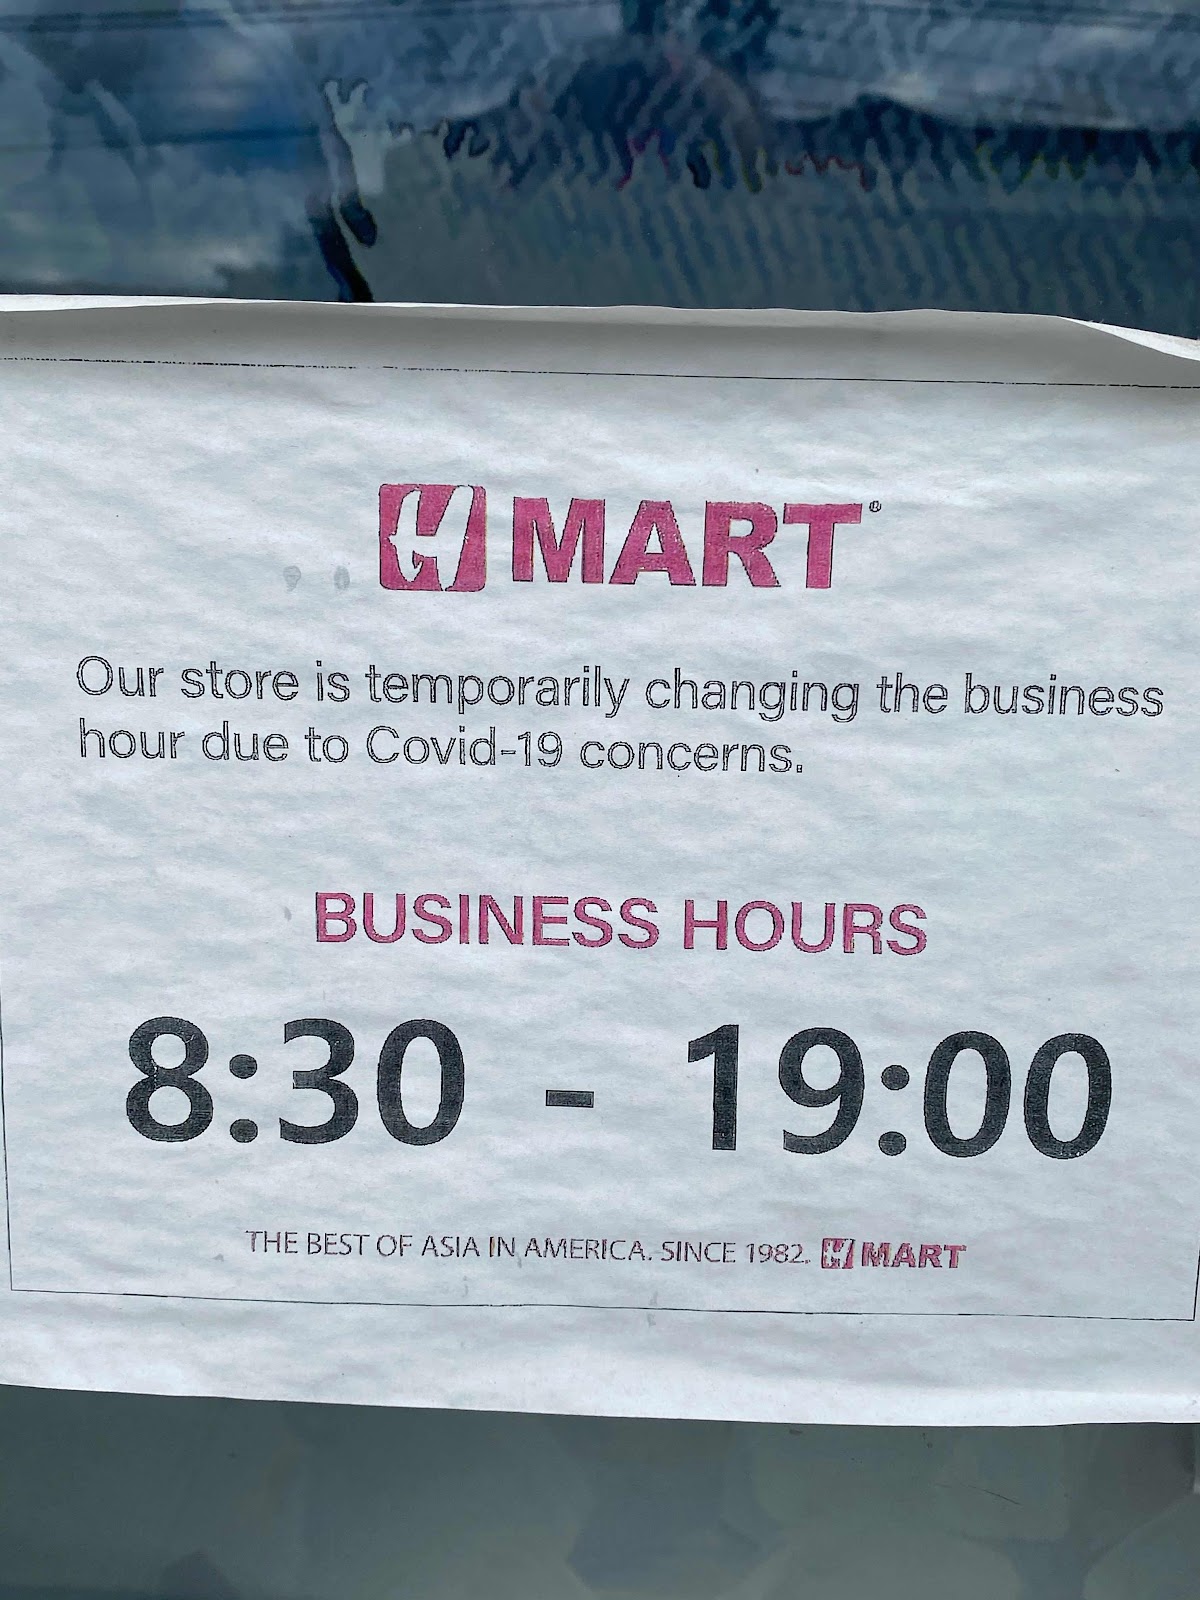 H MART®
Our store is temporarily changing the business
hour due to Covid-19 concerns.
BUSINESS HOURS
8:30 - 19:00
THE BEST OF ASIA IN AMERICA. SINCE 1982. H MART